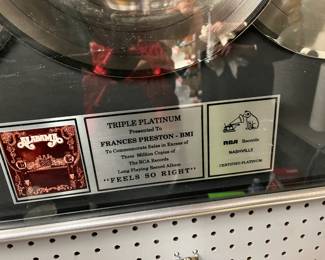 ALABAMA
TRIPLE PLATINUM
Presented To
FRANCES PRESTON - BMI
To Commemorate Sales in Excess of
Three Million Copies of
The RCA Records
Long Playing Record Album
"FEELS SO RIGHT"
RCA Records
NASHVILLE
CERTIFIED PLATINUM